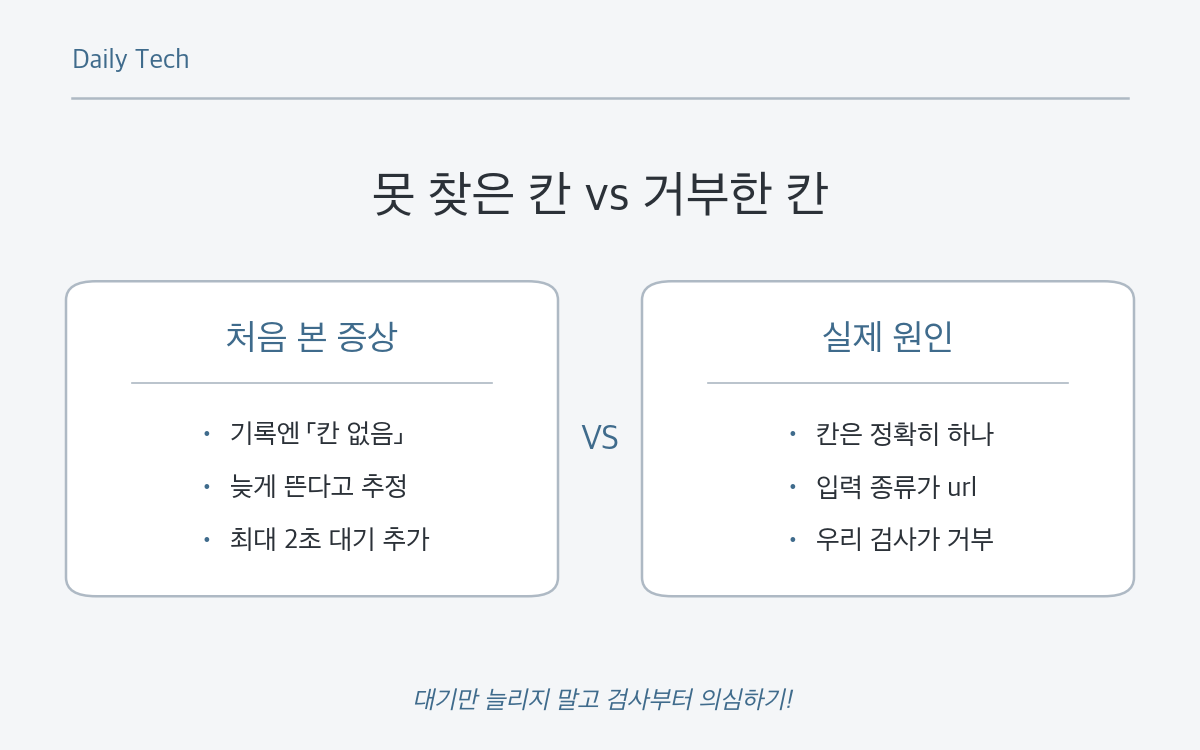 Daily Tech
못 찾은 칸 vs 거부한 칸
처음 본 증상
• 기록엔 「칸 없음」
• 늦게 뜬다고 추정
• 최대 2초 대기 추가
VS
실제 원인
• 칸은 정확히 하나
• 입력 종류가 url
• 우리 검사가 거부
대기만 늘리지 말고 검사부터 의심하기!